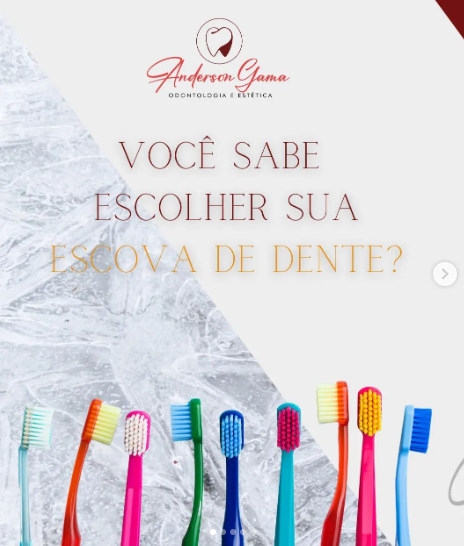 Anderson Gama
ODONTOLOGIA E ESTÉTICA
VOCÊ SABE
ESCOLHER SUA
ESCOVA DE DENTE?